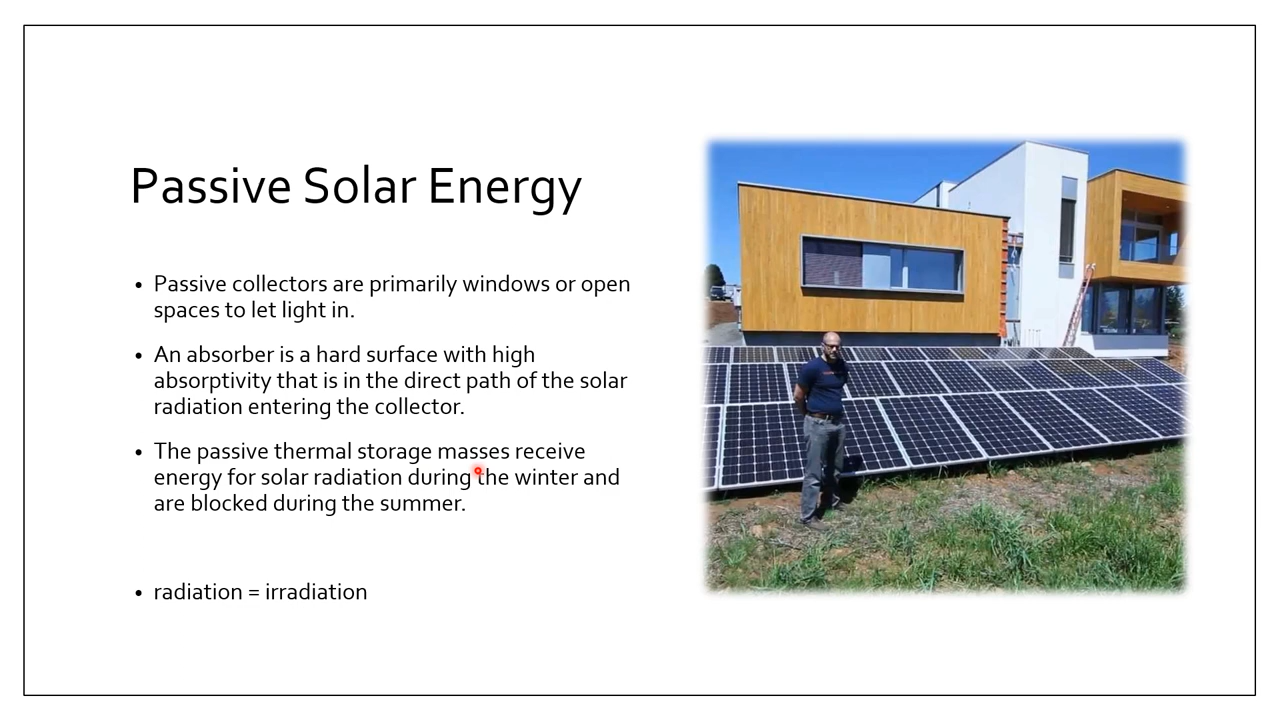 Passive Solar Energy
• Passive collectors are primarily windows or open
spaces to let light in.
• An absorber is a hard surface with high
absorptivity that is in the direct path of the solar
radiation entering the collector.
• The passive thermal storage masses receive
energy for solar radiation during the winter and
are blocked during the summer.
• radiation = irradiation